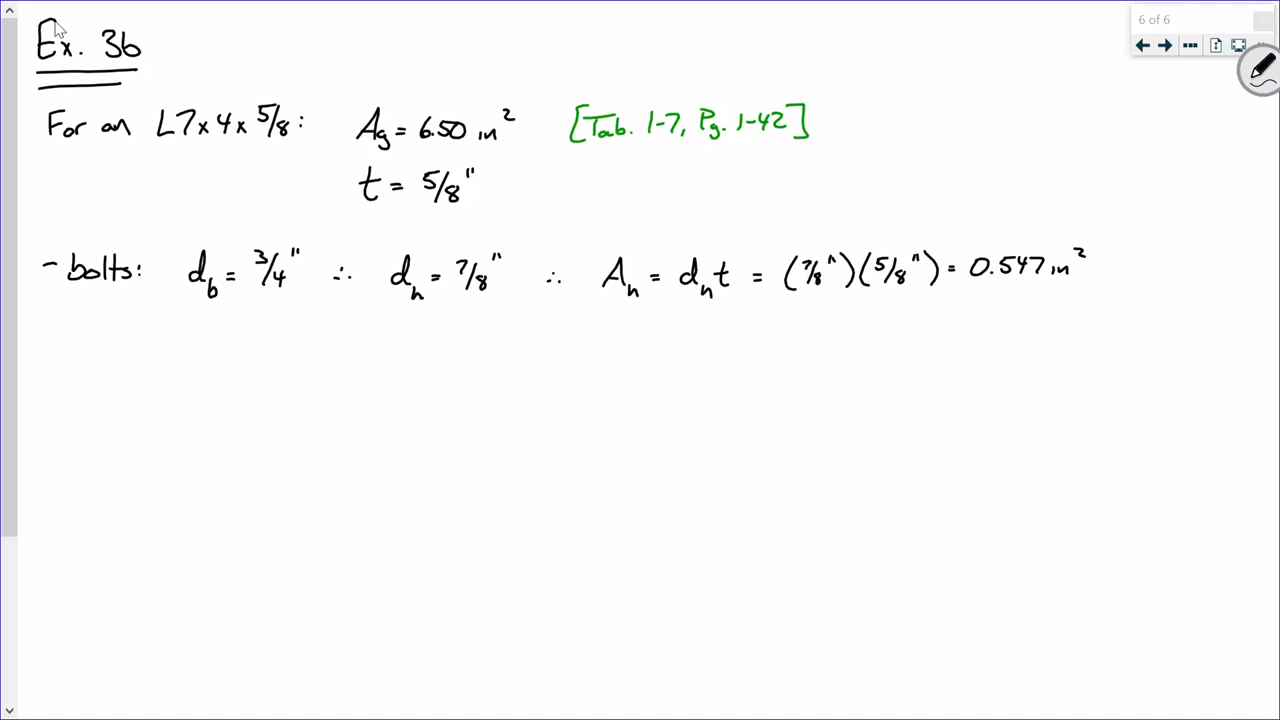 6 of 6
Ex. 3b
For an L7x4x5/8: Ag = 6.50 in² [Tab. 1-7, Pg. 1-42]
t = 5/8"
- bolts: db = 3/4" ∴ dh = 7/8" ∴ Ah = dht = (7/8")(5/8") = 0.547 in²